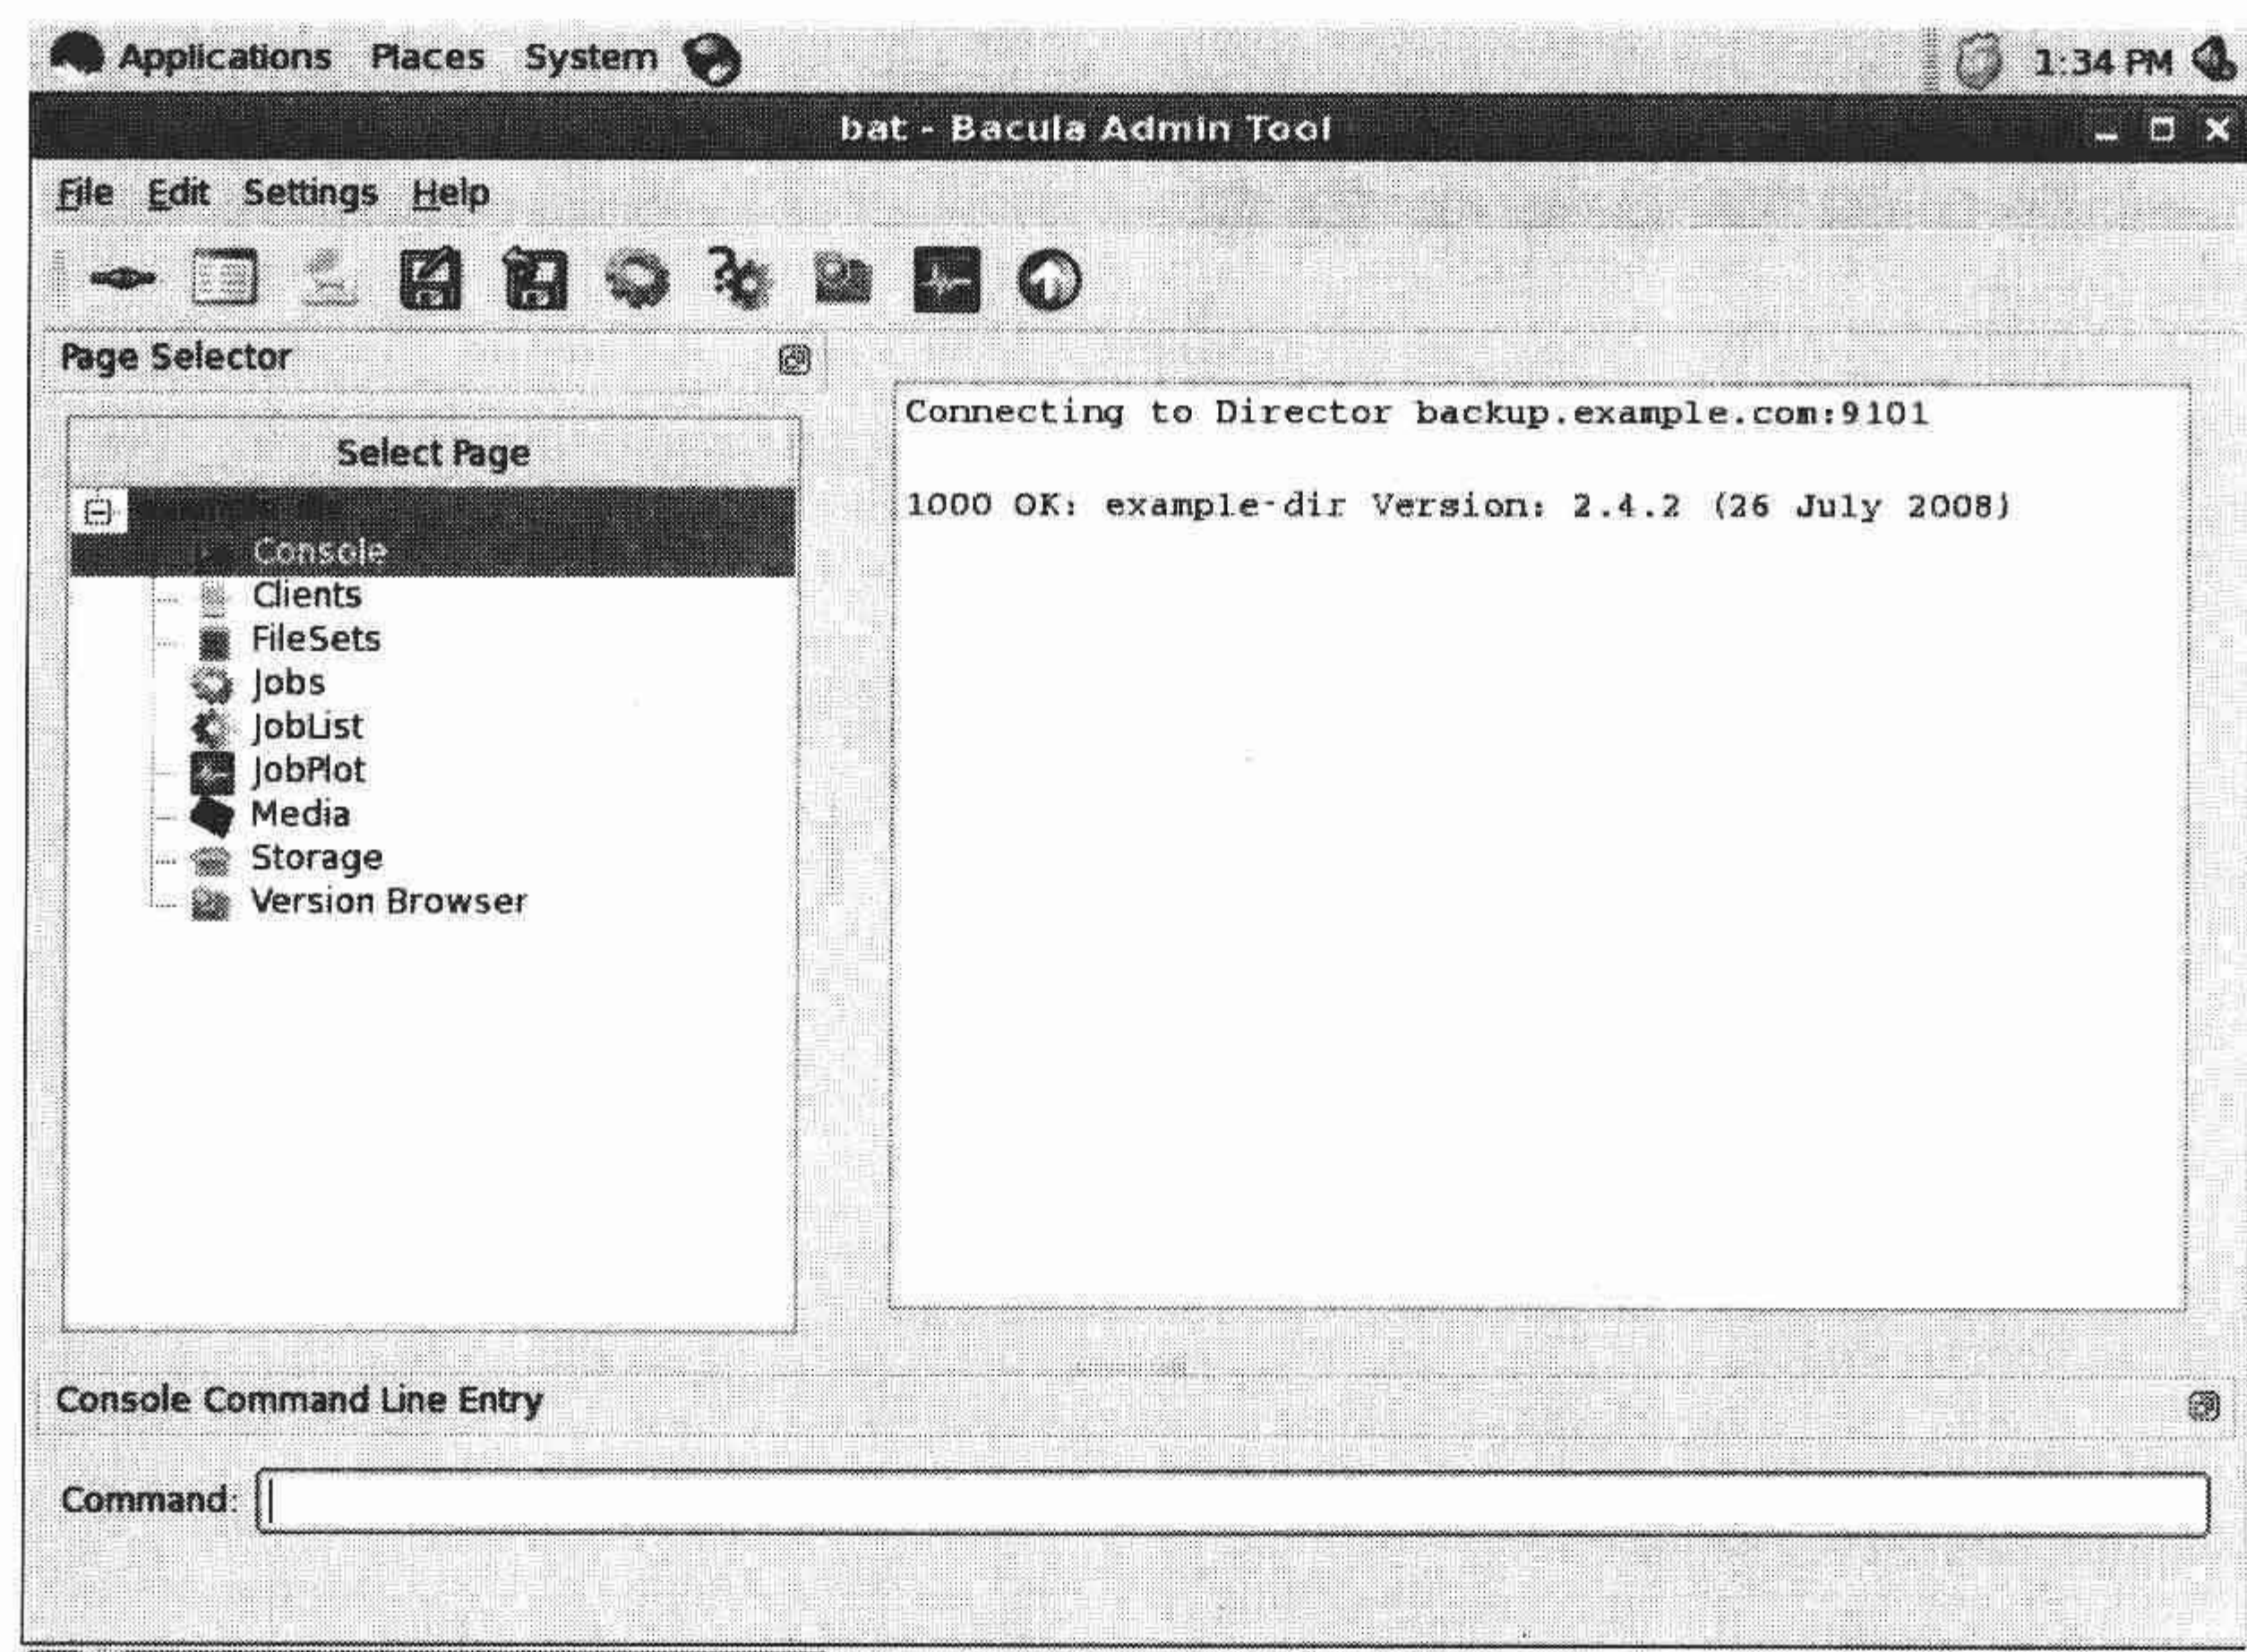 Applications Places System 1:34 PM
bat - Bacula Admin Tool
File Edit Settings Help
Page Selector
Select Page
Console
Clients
FileSets
Jobs
JobList
JobPlot
Media
Storage
Version Browser
Connecting to Director backup.example.com:9101
1000 OK: example-dir Version: 2.4.2 (26 July 2008)
Console Command Line Entry
Command: